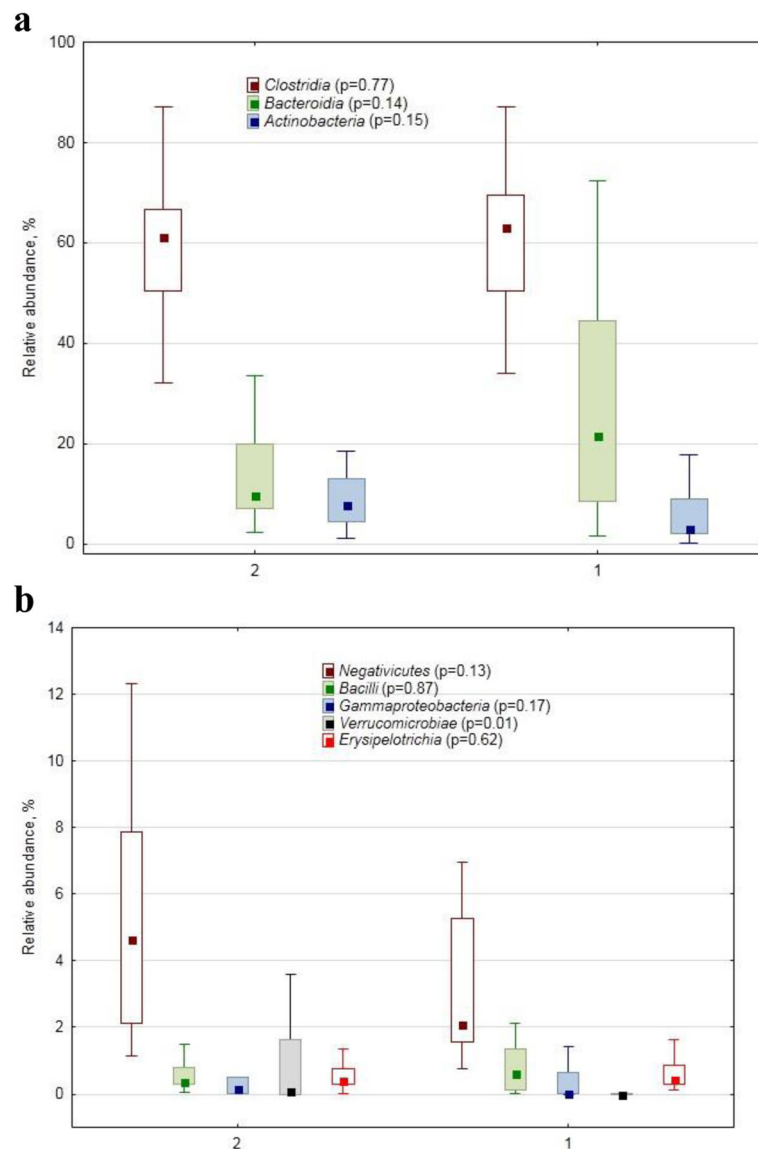 a
100
80
60
40
20
0
Relative abundance, %
Clostridia (p=0.77)
Bacteroidia (p=0.14)
Actinobacteria (p=0.15)
2 1
b
14
12
10
8
6
4
2
0
Relative abundance, %
Negativicutes (p=0.13)
Bacilli (p=0.87)
Gammaproteobacteria (p=0.17)
Verrucomicrobiae (p=0.01)
Erysipelotrichia (p=0.62)
2 1